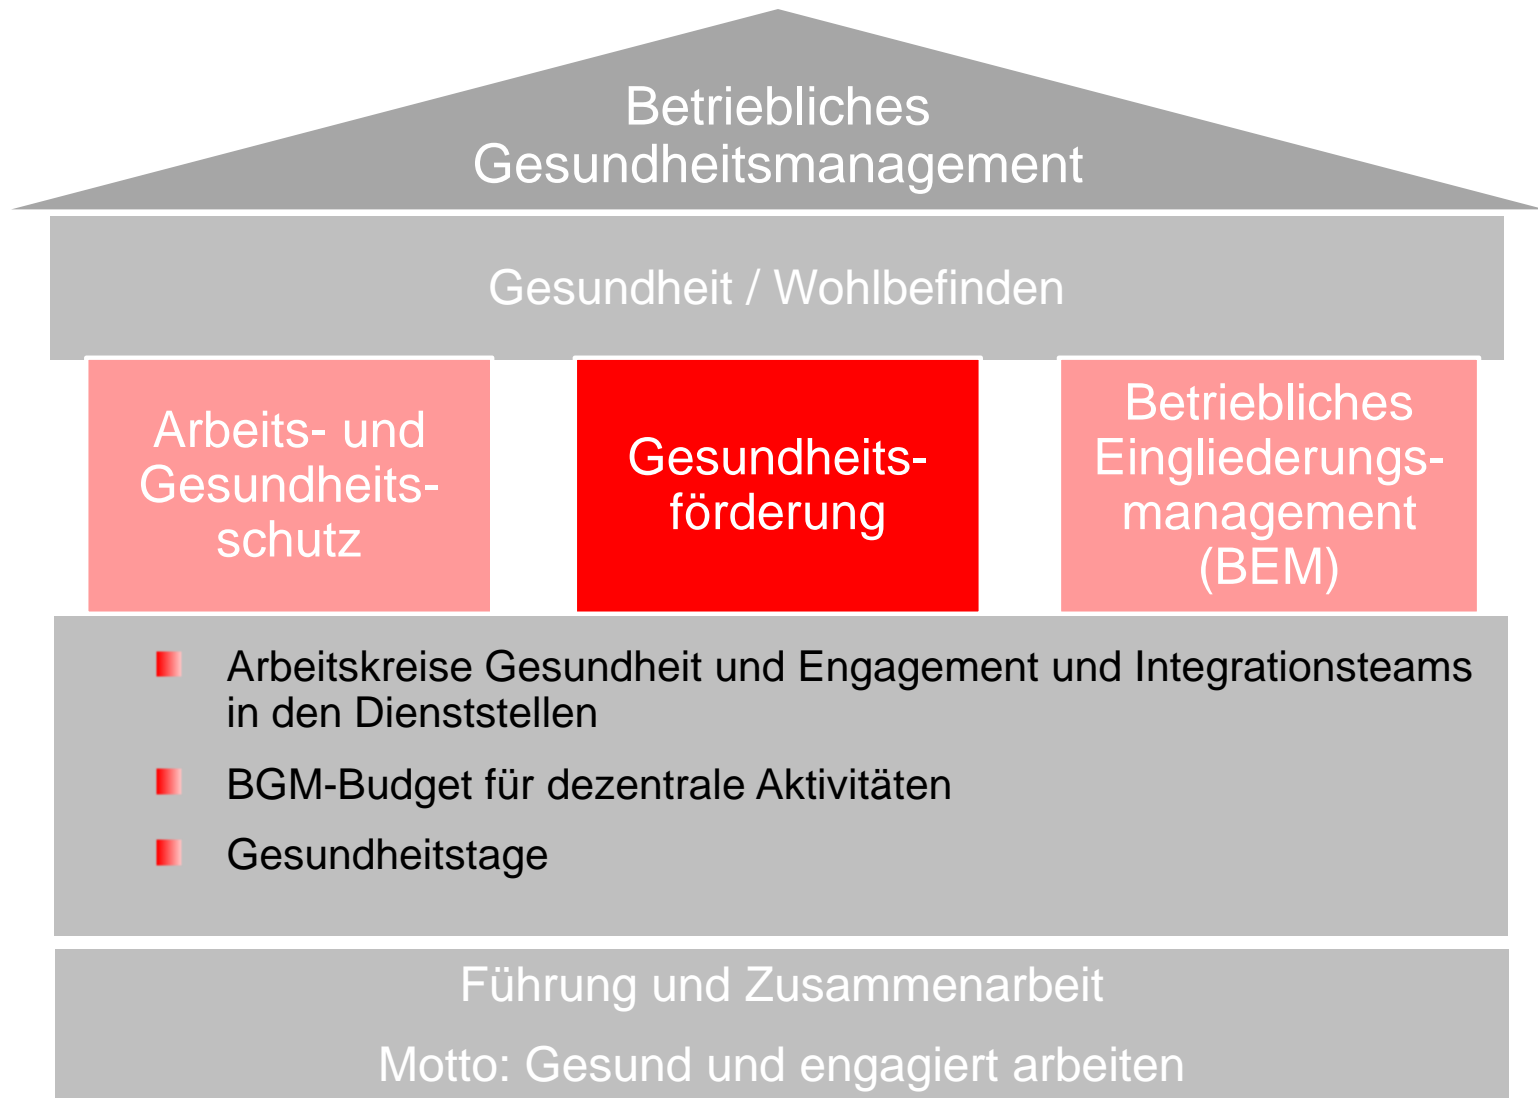 Betriebliches
Gesundheitsmanagement
Gesundheit / Wohlbefinden
Arbeits- und
Gesundheits-
schutz
Gesundheits-
förderung
Betriebliches
Eingliederungs-
management
(BEM)
Arbeitskreise Gesundheit und Engagement und Integrationsteams
in den Dienststellen
BGM-Budget für dezentrale Aktivitäten
Gesundheitstage
Führung und Zusammenarbeit
Motto: Gesund und engagiert arbeiten